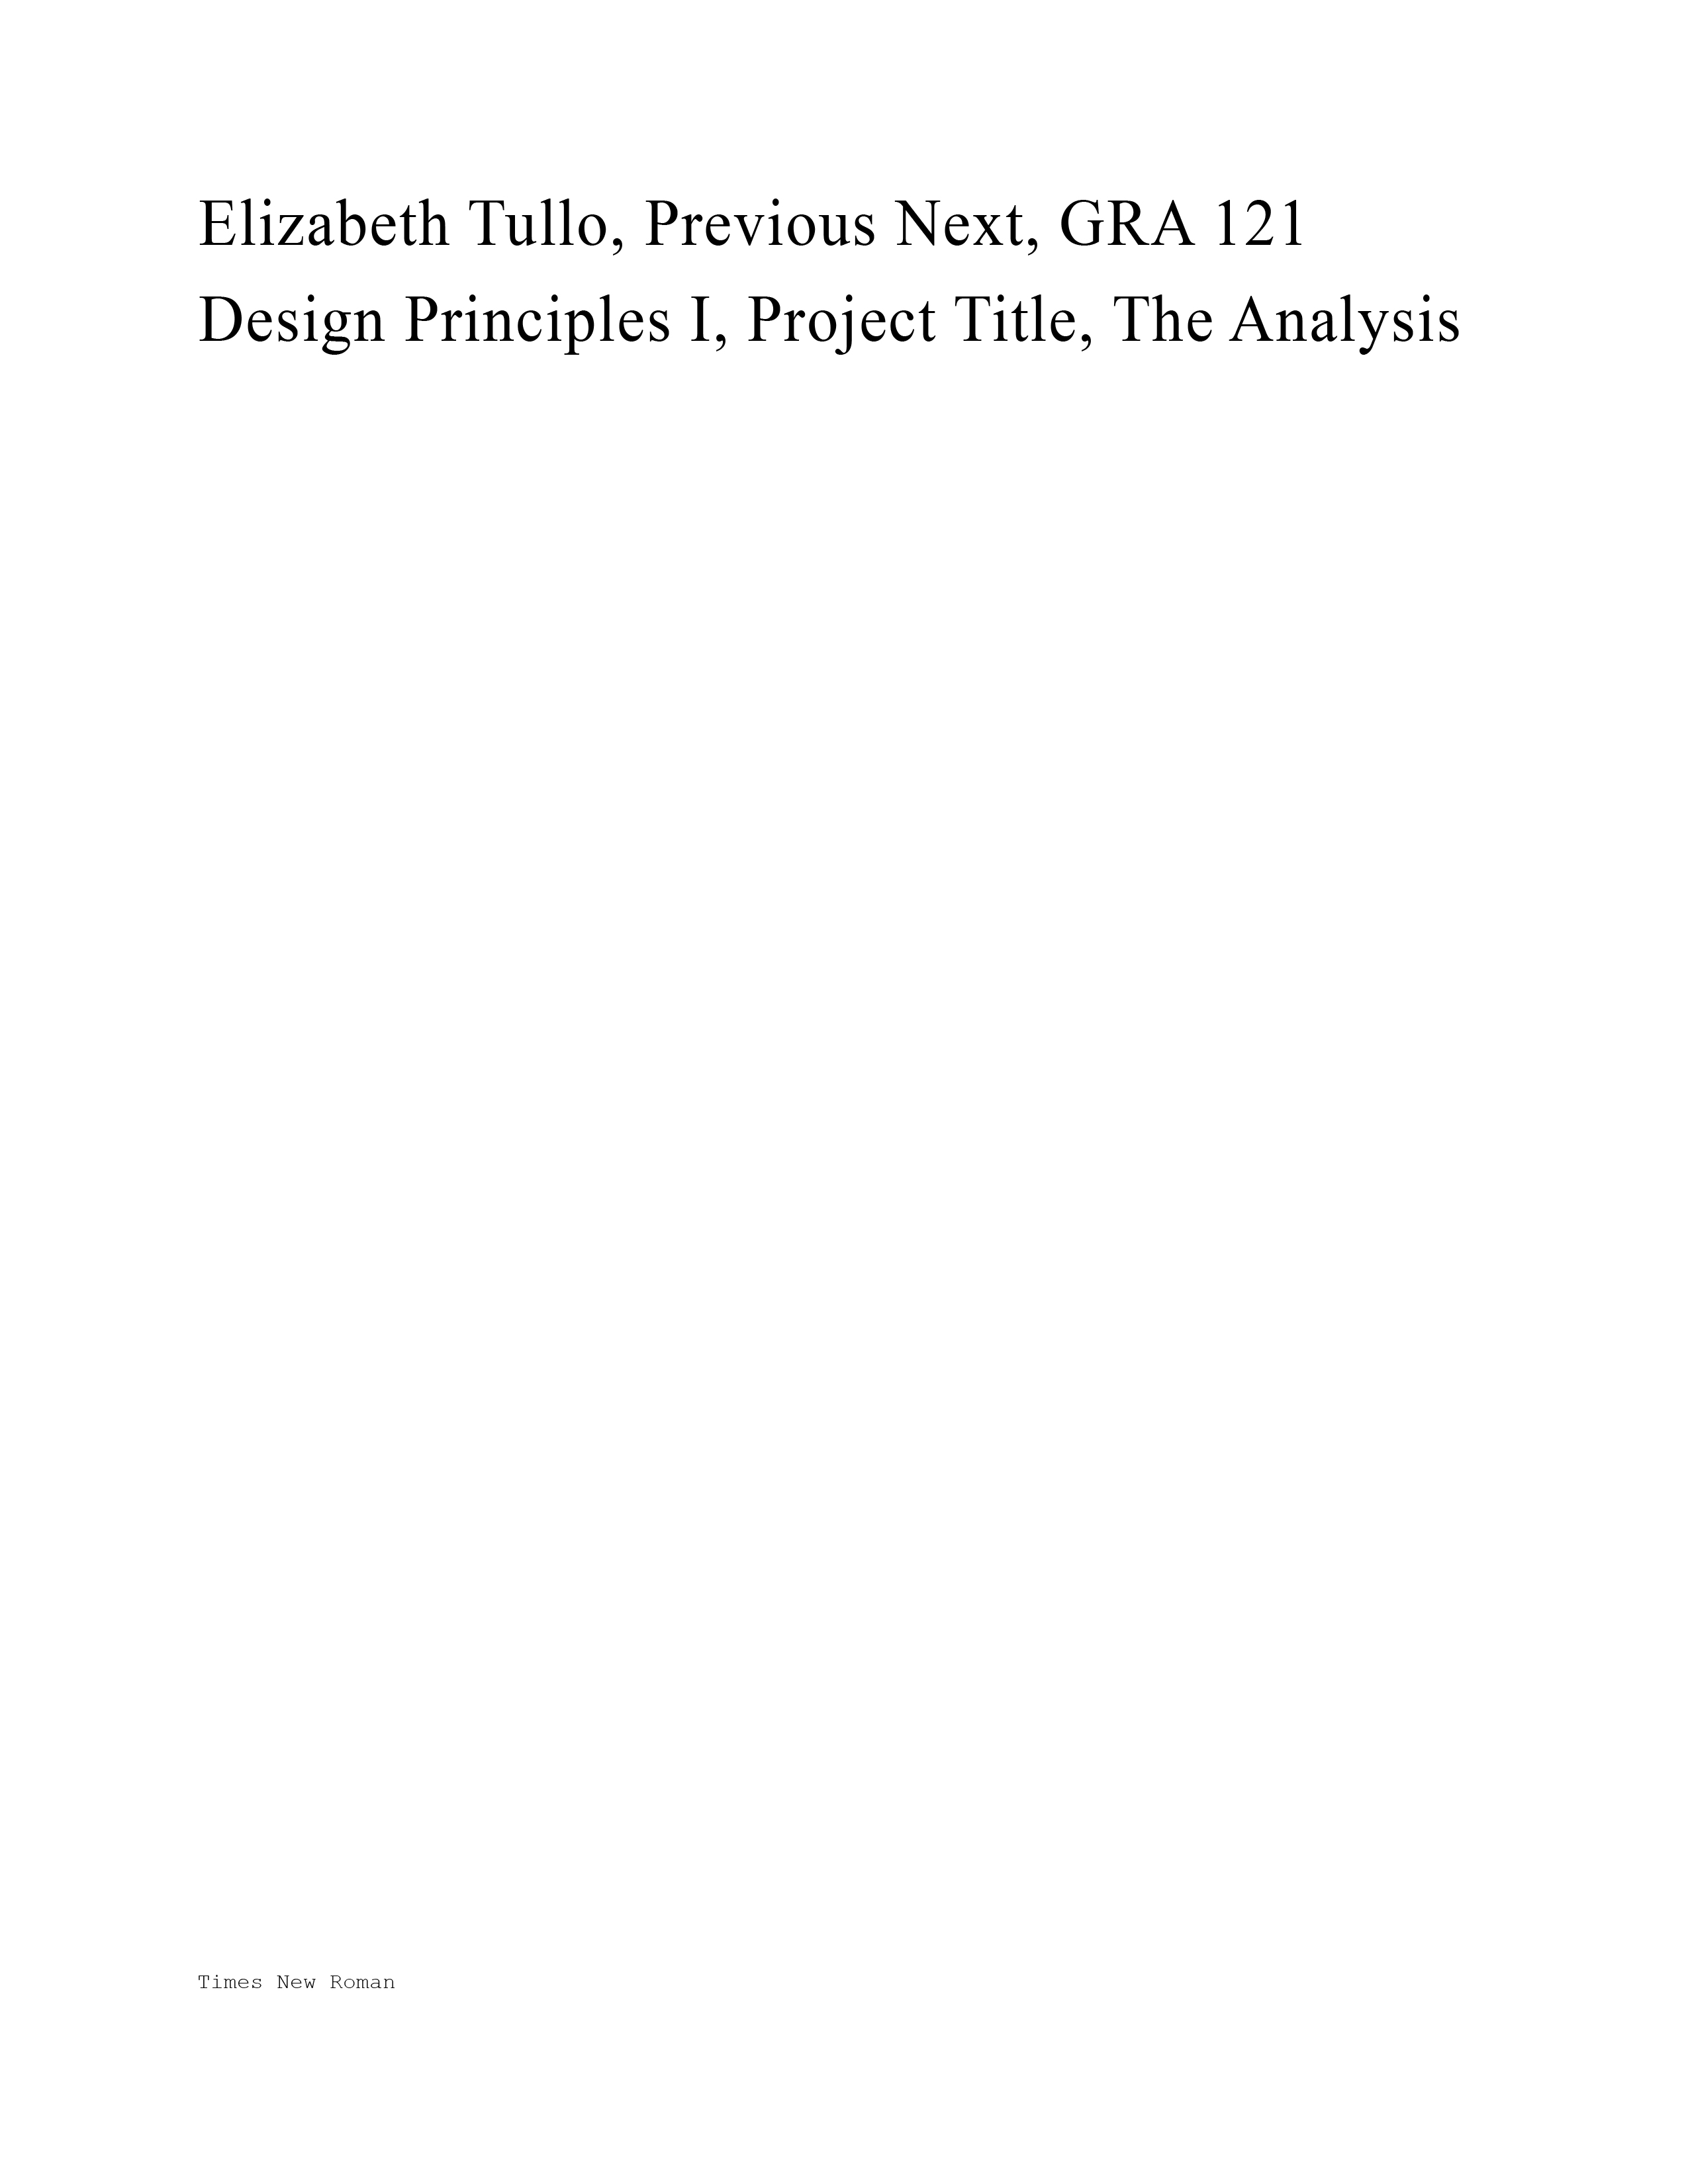 Elizabeth Tullo, Previous Next, GRA 121
Design Principles I, Project Title, The Analysis
Times New Roman